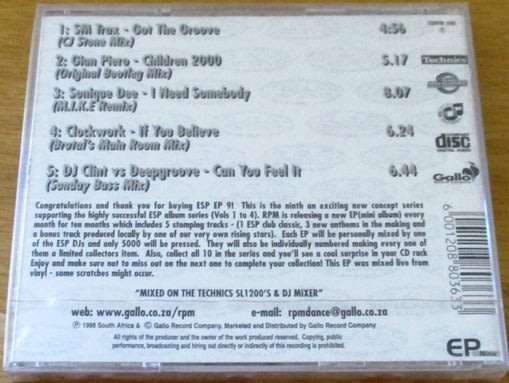 1: SM Trax - Got The Groove 4:56
(CJ Stone Mix)
2: Gian Piero - Children 2000 5.17
(Original Bootleg Mix)
3: Sonique Dee - I Need Somebody 8.07
(M.I.K.E Remix)
4: Clockwork - If You Believe 6.24
(Brutal's Main Room Mix)
5: DJ Clint vs Deepgroove - Can You Feel It 6.44
(Sunday Bass Mix)
Technics
disc
DIGITAL AUDIO
Gallo
Congratulations and thank you for buying ESP EP 9! This is the ninth an exciting new concept series
supporting the highly successful ESP album series (Vols 1 to 4). RPM is releasing a new EP(mini album) every
month for ten months which includes 5 stomping tracks - (1 ESP club classic, 3 new anthems in the making and
a bonus track produced locally by one of our very own rising stars). Each EP will be personally mixed by one
of the ESP DJs and only 5000 will be pressed. They will also be individually numbered making every one of
them a limited collectors item. Also, collect all 10 in the series and you'll see a cool surprise in your CD rack
Enjoy and make sure not to miss out on the next one to complete your collection! This EP was mixed live from
vinyl - some scratches might occur.
"MIXED ON THE TECHNICS SL1200'S & DJ MIXER"
web: www.gallo.co.za/rpm e-mail: rpmdance@gallo.co.za
℗ 1998 South Africa & © Gallo Record Company, Marketed and Distributed by Gallo Record Company.
All rights of the producer and the owner of the work produced reserved. Copying, public
performance, broadcasting and hiring out directly or indirectly of this recording is prohibited.
6 001208 803633
EP Nine